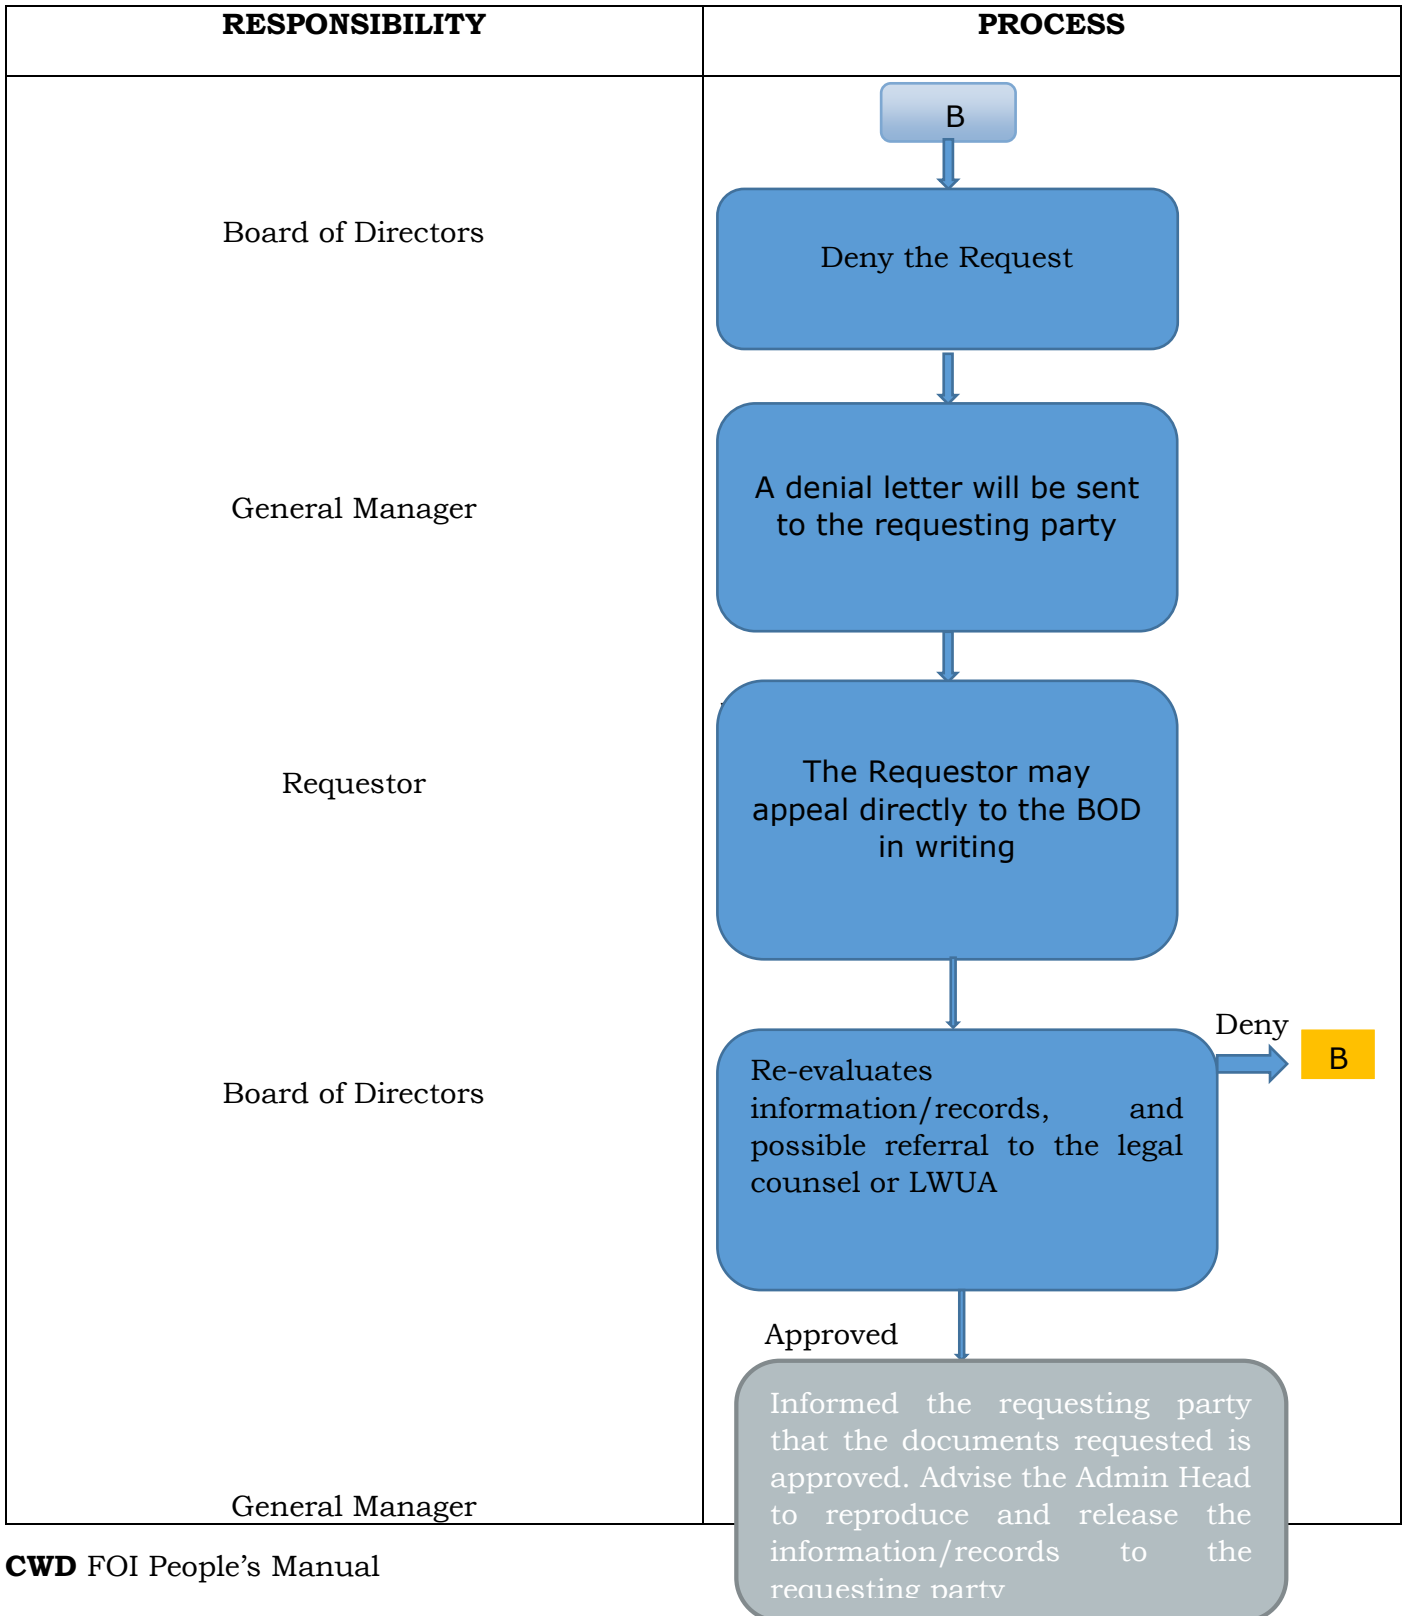 RESPONSIBILITY
PROCESS
B
Board of Directors
Deny the Request
General Manager
A denial letter will be sent
to the requesting party
Requestor
The Requestor may
appeal directly to the BOD
in writing
Deny
B
Board of Directors
Re-evaluates
information/records, and
possible referral to the legal
counsel or LWUA
Approved
General Manager
Informed the requesting party
that the documents requested is
approved. Advise the Admin Head
to reproduce and release the
information/records to the
requesting party
CWD FOI People’s Manual